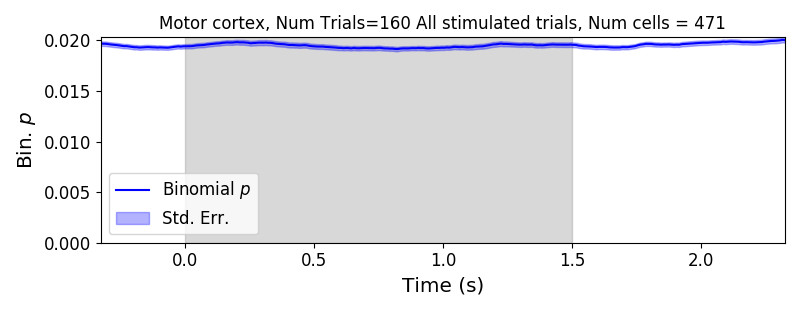 Motor cortex, Num Trials=160 All stimulated trials, Num cells = 471
0.020
0.015
0.010
0.005
0.000
Bin. p
Binomial p
Std. Err.
0.0 0.5 1.0 1.5 2.0
Time (s)